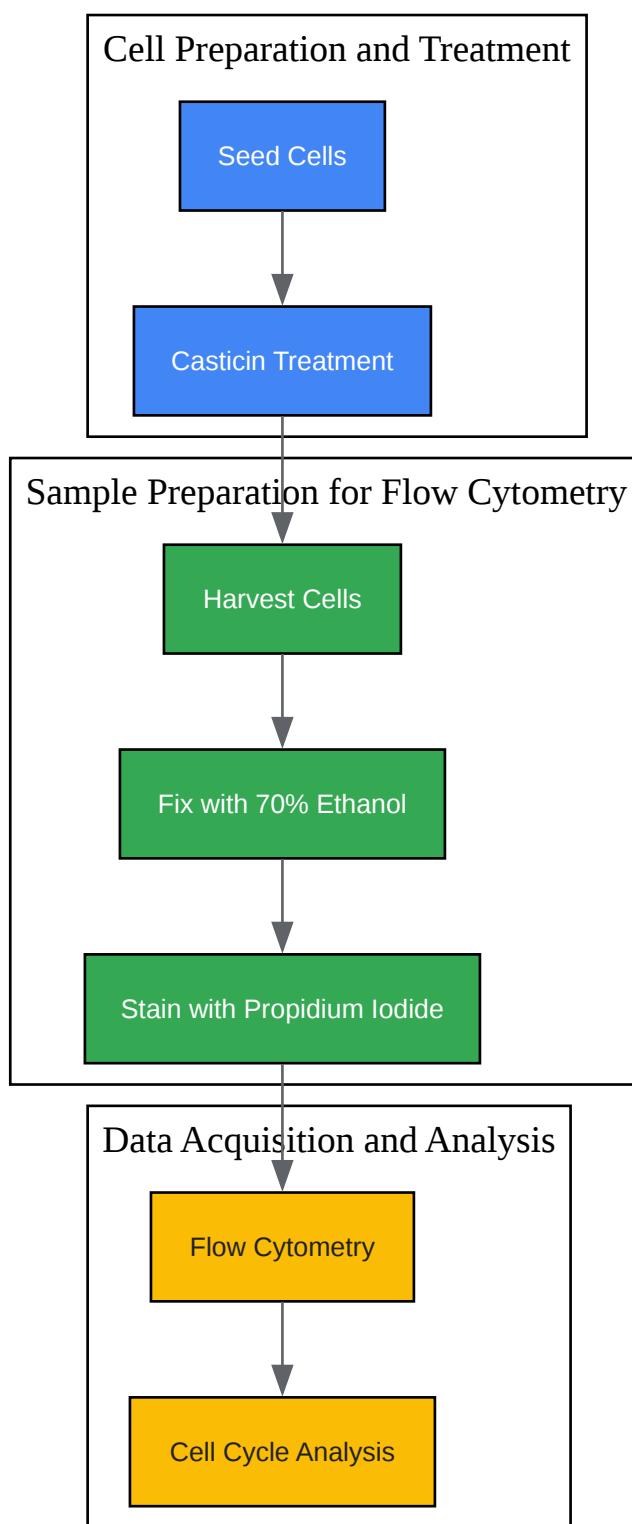 Cell Preparation and Treatment
Seed Cells
Casticin Treatment
Sample Preparation for Flow Cytometry
Harvest Cells
Fix with 70% Ethanol
Stain with Propidium Iodide
Data Acquisition and Analysis
Flow Cytometry
Cell Cycle Analysis